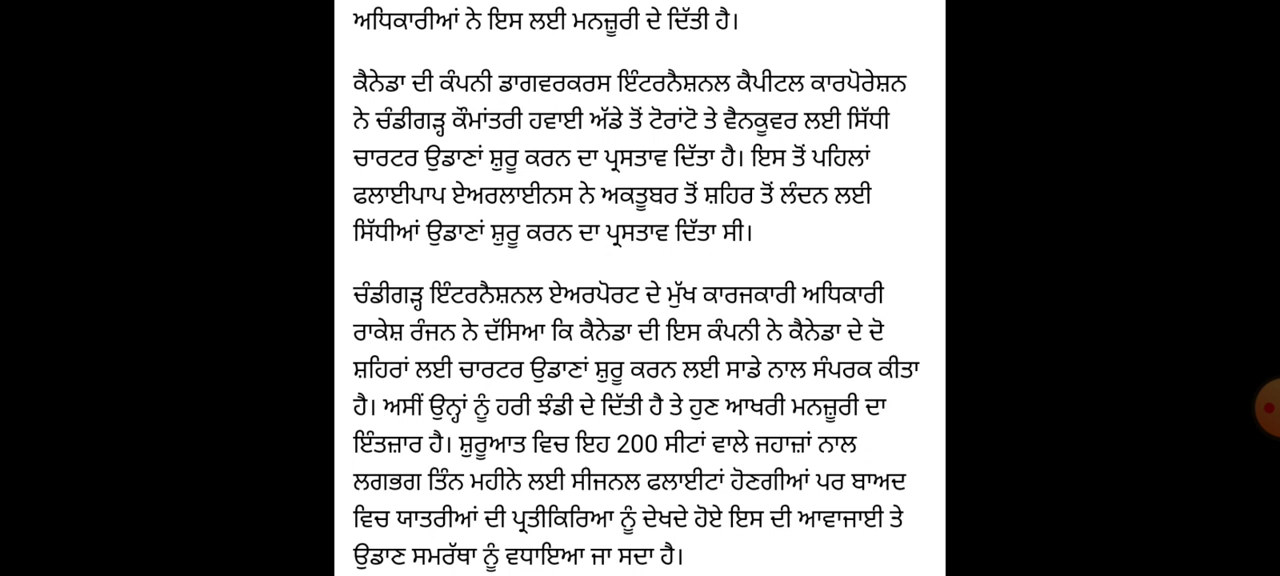 ਅਧਿਕਾਰੀਆਂ ਨੇ ਇਸ ਲਈ ਮਨਜ਼ੂਰੀ ਦੇ ਦਿੱਤੀ ਹੈ।
ਕੈਨੇਡਾ ਦੀ ਕੰਪਨੀ ਡਾਗਵਰਕਰਸ ਇੰਟਰਨੈਸ਼ਨਲ ਕੈਪੀਟਲ ਕਾਰਪੋਰੇਸ਼ਨ
ਨੇ ਚੰਡੀਗੜ੍ਹ ਕੌਮਾਂਤਰੀ ਹਵਾਈ ਅੱਡੇ ਤੋਂ ਟੋਰਾਂਟੋ ਤੇ ਵੈਨਕੂਵਰ ਲਈ ਸਿੱਧੀ
ਚਾਰਟਰ ਉਡਾਣਾਂ ਸ਼ੁਰੂ ਕਰਨ ਦਾ ਪ੍ਰਸਤਾਵ ਦਿੱਤਾ ਹੈ। ਇਸ ਤੋਂ ਪਹਿਲਾਂ
ਫਲਾਈਪਾਪ ਏਅਰਲਾਈਨਸ ਨੇ ਅਕਤੂਬਰ ਤੋਂ ਸ਼ਹਿਰ ਤੋਂ ਲੰਦਨ ਲਈ
ਸਿੱਧੀਆਂ ਉਡਾਣਾਂ ਸ਼ੁਰੂ ਕਰਨ ਦਾ ਪ੍ਰਸਤਾਵ ਦਿੱਤਾ ਸੀ।
ਚੰਡੀਗੜ੍ਹ ਇੰਟਰਨੈਸ਼ਨਲ ਏਅਰਪੋਰਟ ਦੇ ਮੁੱਖ ਕਾਰਜਕਾਰੀ ਅਧਿਕਾਰੀ
ਰਾਕੇਸ਼ ਰੰਜਨ ਨੇ ਦੱਸਿਆ ਕਿ ਕੈਨੇਡਾ ਦੀ ਇਸ ਕੰਪਨੀ ਨੇ ਕੈਨੇਡਾ ਦੇ ਦੋ
ਸ਼ਹਿਰਾਂ ਲਈ ਚਾਰਟਰ ਉਡਾਣਾਂ ਸ਼ੁਰੂ ਕਰਨ ਲਈ ਸਾਡੇ ਨਾਲ ਸੰਪਰਕ ਕੀਤਾ
ਹੈ। ਅਸੀਂ ਉਨ੍ਹਾਂ ਨੂੰ ਹਰੀ ਝੰਡੀ ਦੇ ਦਿੱਤੀ ਹੈ ਤੇ ਹੁਣ ਆਖਰੀ ਮਨਜ਼ੂਰੀ ਦਾ
ਇੰਤਜ਼ਾਰ ਹੈ। ਸ਼ੁਰੂਆਤ ਵਿਚ ਇਹ 200 ਸੀਟਾਂ ਵਾਲੇ ਜਹਾਜ਼ਾਂ ਨਾਲ
ਲਗਭਗ ਤਿੰਨ ਮਹੀਨੇ ਲਈ ਸੀਜਨਲ ਫਲਾਈਟਾਂ ਹੋਣਗੀਆਂ ਪਰ ਬਾਅਦ
ਵਿਚ ਯਾਤਰੀਆਂ ਦੀ ਪ੍ਰਤੀਕਿਰਿਆ ਨੂੰ ਦੇਖਦੇ ਹੋਏ ਇਸ ਦੀ ਆਵਾਜਾਈ ਤੇ
ਉਡਾਣ ਸਮਰੱਥਾ ਨੂੰ ਵਧਾਇਆ ਜਾ ਸਦਾ ਹੈ।